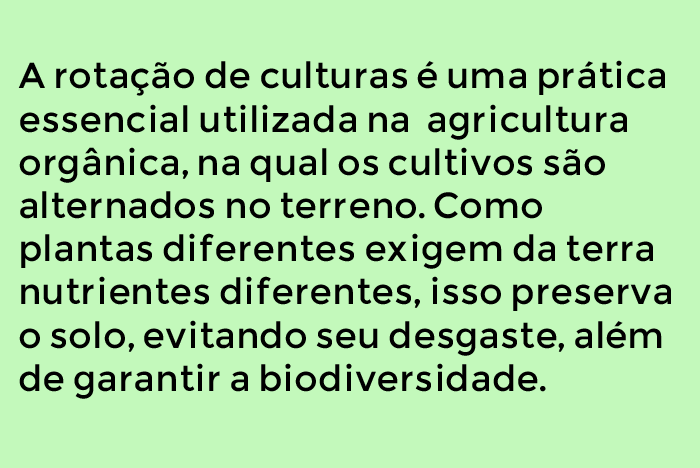 A rotação de culturas é uma prática
essencial utilizada na  agricultura
orgânica, na qual os cultivos são
alternados no terreno. Como
plantas diferentes exigem da terra
nutrientes diferentes, isso preserva
o solo, evitando seu desgaste, além
de garantir a biodiversidade.